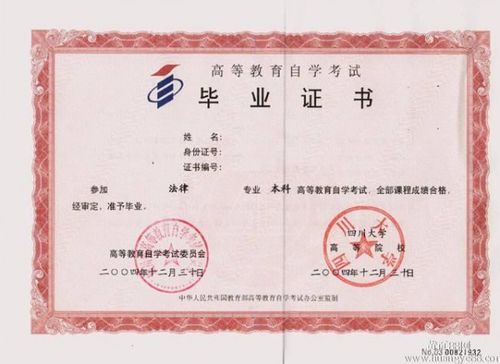 高等教育自学考试
毕业证书
姓名:
身份证号:
证书编号:
参加 法律 专业 本科 高等教育自学考试,全部课程成绩合格,
经审定,准予毕业。
四川大学
高等教育自学考试委员会 高等院校
二〇〇四年十二月三十日 二〇〇四年十二月三十日
四川大学
中华人民共和国教育部高等教育自学考试办公室监制
No.03 00821932